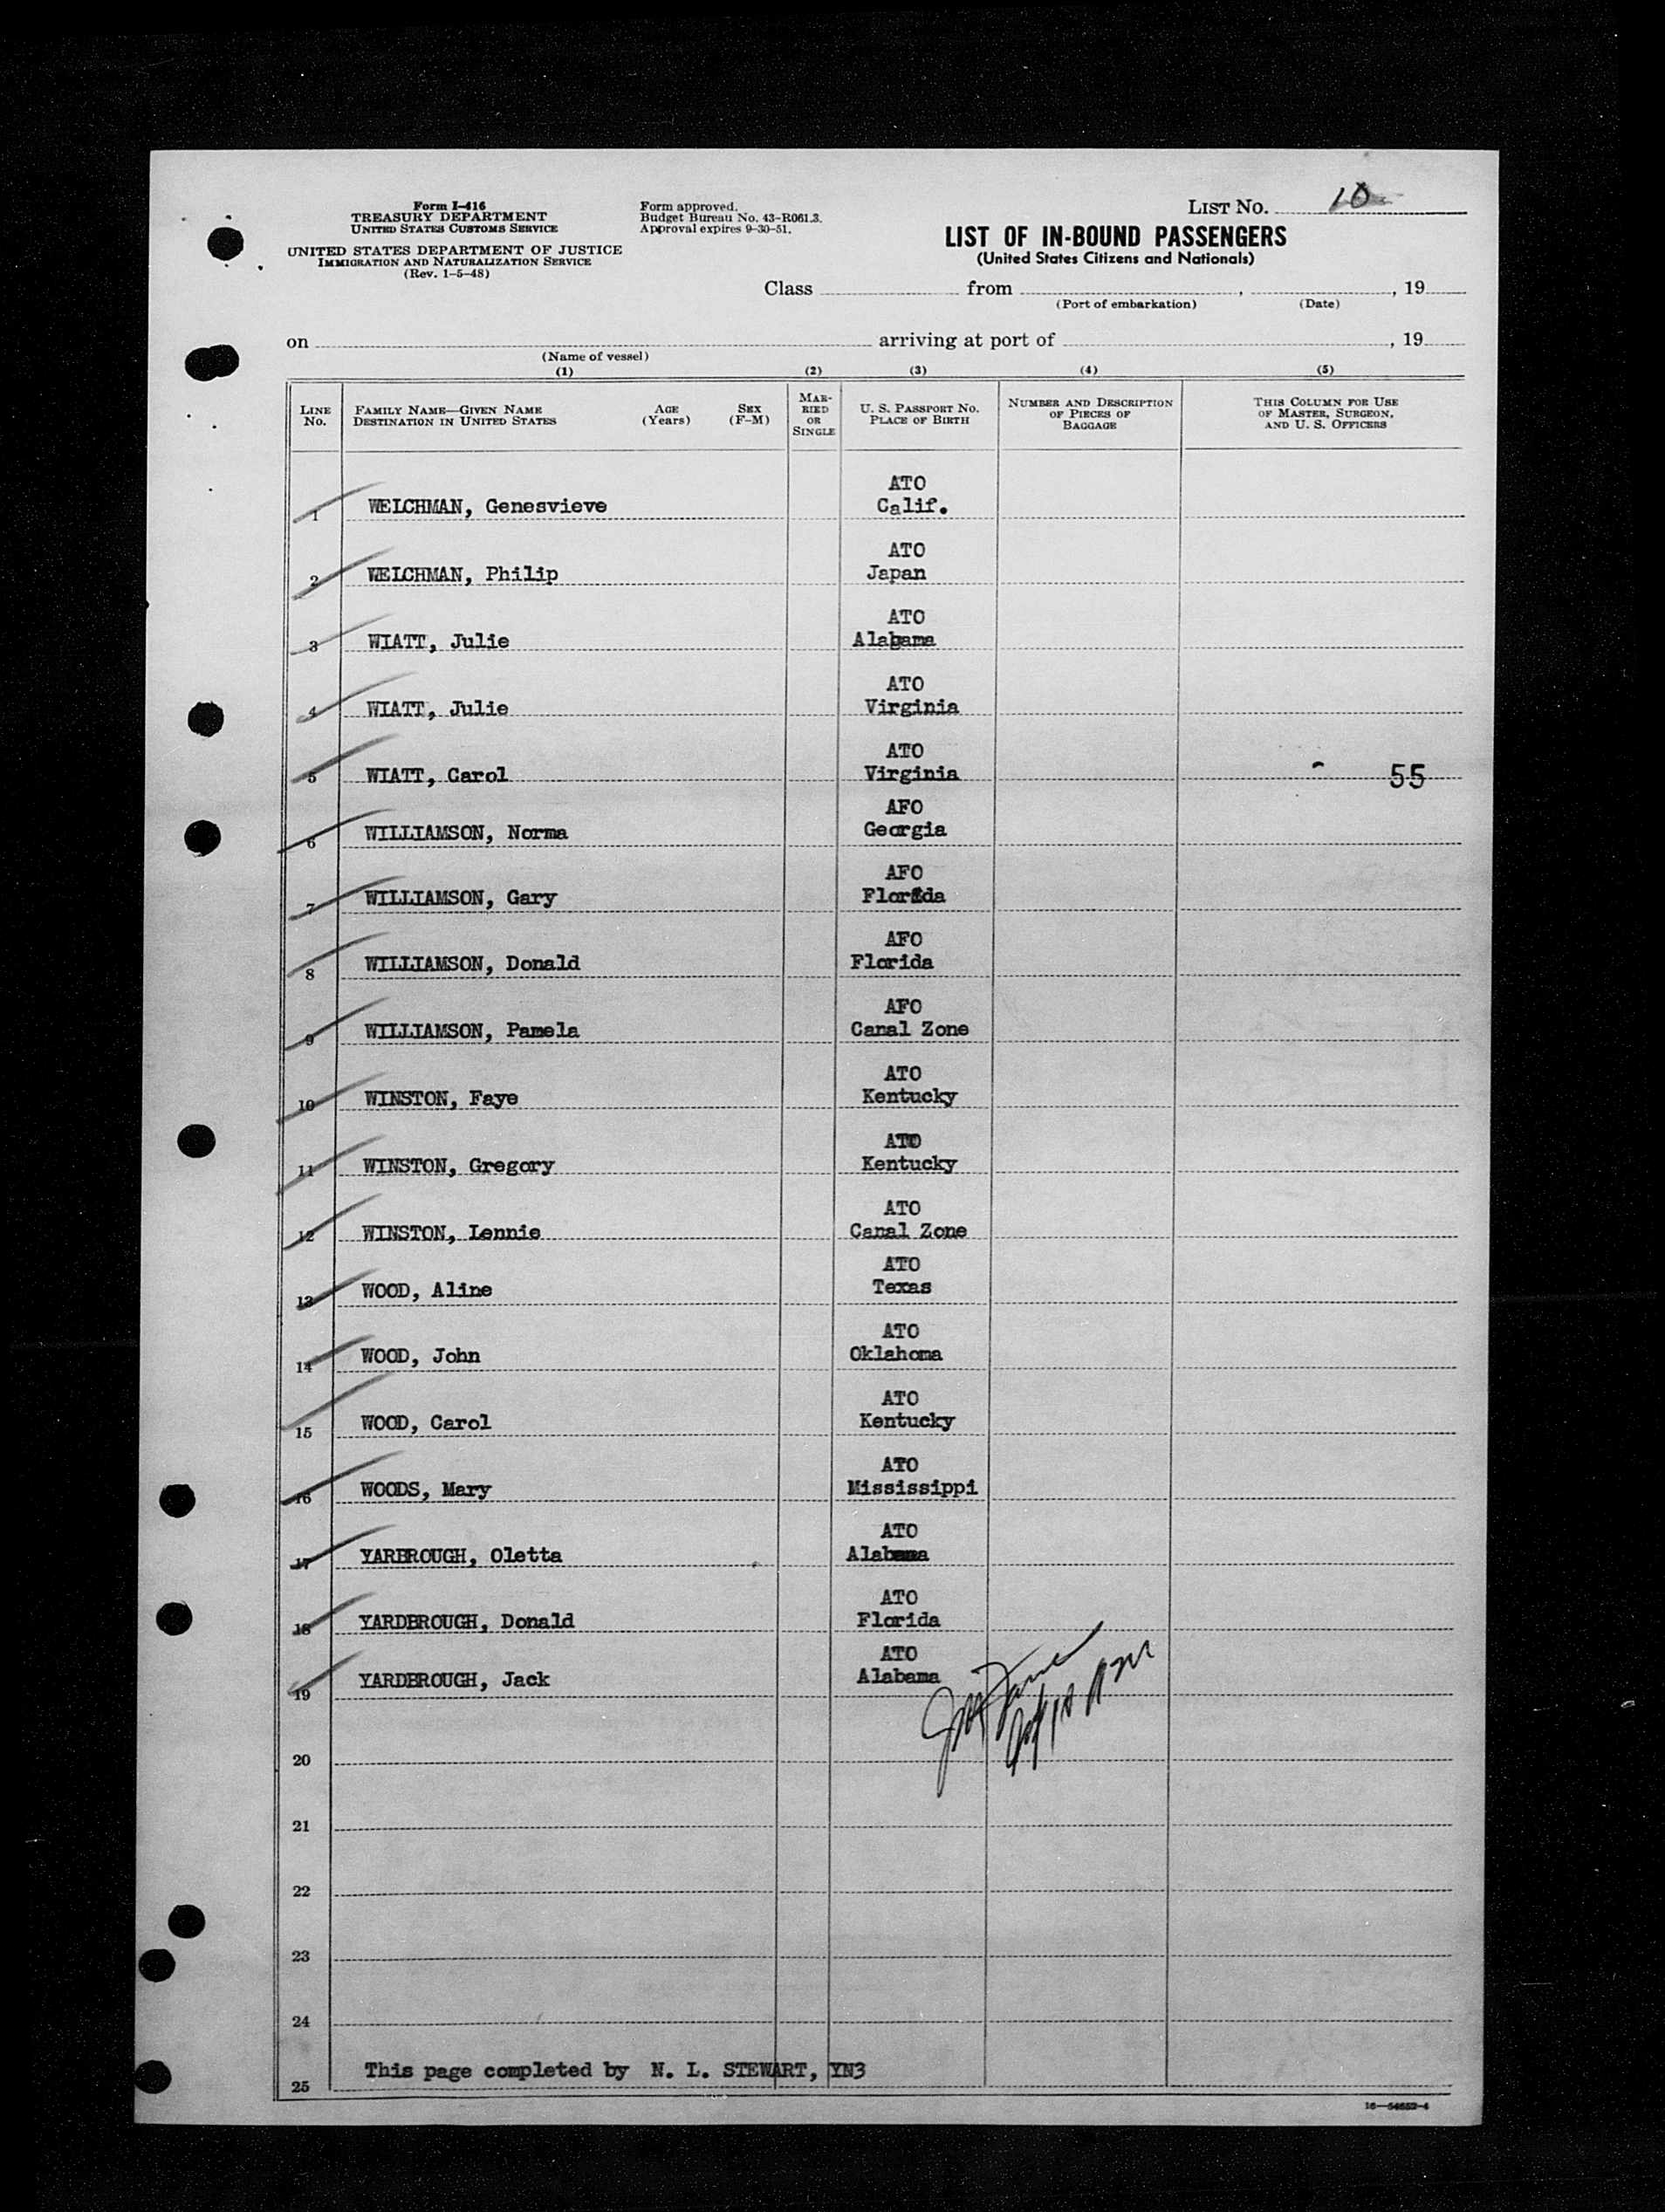 Form I-416
TREASURY DEPARTMENT
UNITED STATES CUSTOMS SERVICE
UNITED STATES DEPARTMENT OF JUSTICE
IMMIGRATION AND NATURALIZATION SERVICE
(Rev. 1-5-48)
Form approved.
Budget Bureau No. 43-R061.3.
Approval expires 9-30-51.
LIST NO. 10
LIST OF IN-BOUND PASSENGERS
(United States Citizens and Nationals)
Class from , , 19
(Port of embarkation) (Date)
on arriving at port of , 19
(Name of vessel)
(1) (2) (3) (4) (5)
LINE No. FAMILY NAME—GIVEN NAME DESTINATION IN UNITED STATES AGE (Years) SEX (F-M) MARRIED OR SINGLE U. S. PASSPORT NO. PLACE OF BIRTH NUMBER AND DESCRIPTION OF PIECES OF BAGGAGE THIS COLUMN FOR USE OF MASTER, SURGEON, AND U. S. OFFICERS
ATO
1 WELCHMAN, Genesvieve Calif.
ATO
2 WELCHMAN, Philip Japan
ATO
3 WIATT, Julie Alabama
ATO
4 WIATT, Julie Virginia
ATO
5 WIATT, Carol Virginia - 55
AFO
6 WILLIAMSON, Norma Georgia
AFO
7 WILLIAMSON, Gary Florida
AFO
8 WILLIAMSON, Donald Florida
AFO
9 WILLIAMSON, Pamela Canal Zone
ATO
10 WINSTON, Faye Kentucky
ATO
11 WINSTON, Gregory Kentucky
ATO
12 WINSTON, Lennie Canal Zone
ATO
13 WOOD, Aline Texas
ATO
14 WOOD, John Oklahoma
ATO
15 WOOD, Carol Kentucky
ATO
16 WOODS, Mary Mississippi
ATO
17 YARBROUGH, Oletta Alabama
ATO
18 YARDBROUGH, Donald Florida
ATO
19 YARDBROUGH, Jack Alabama
20
21
22
23
24
25 This page completed by N. L. STEWART, YN3
16—54652-4